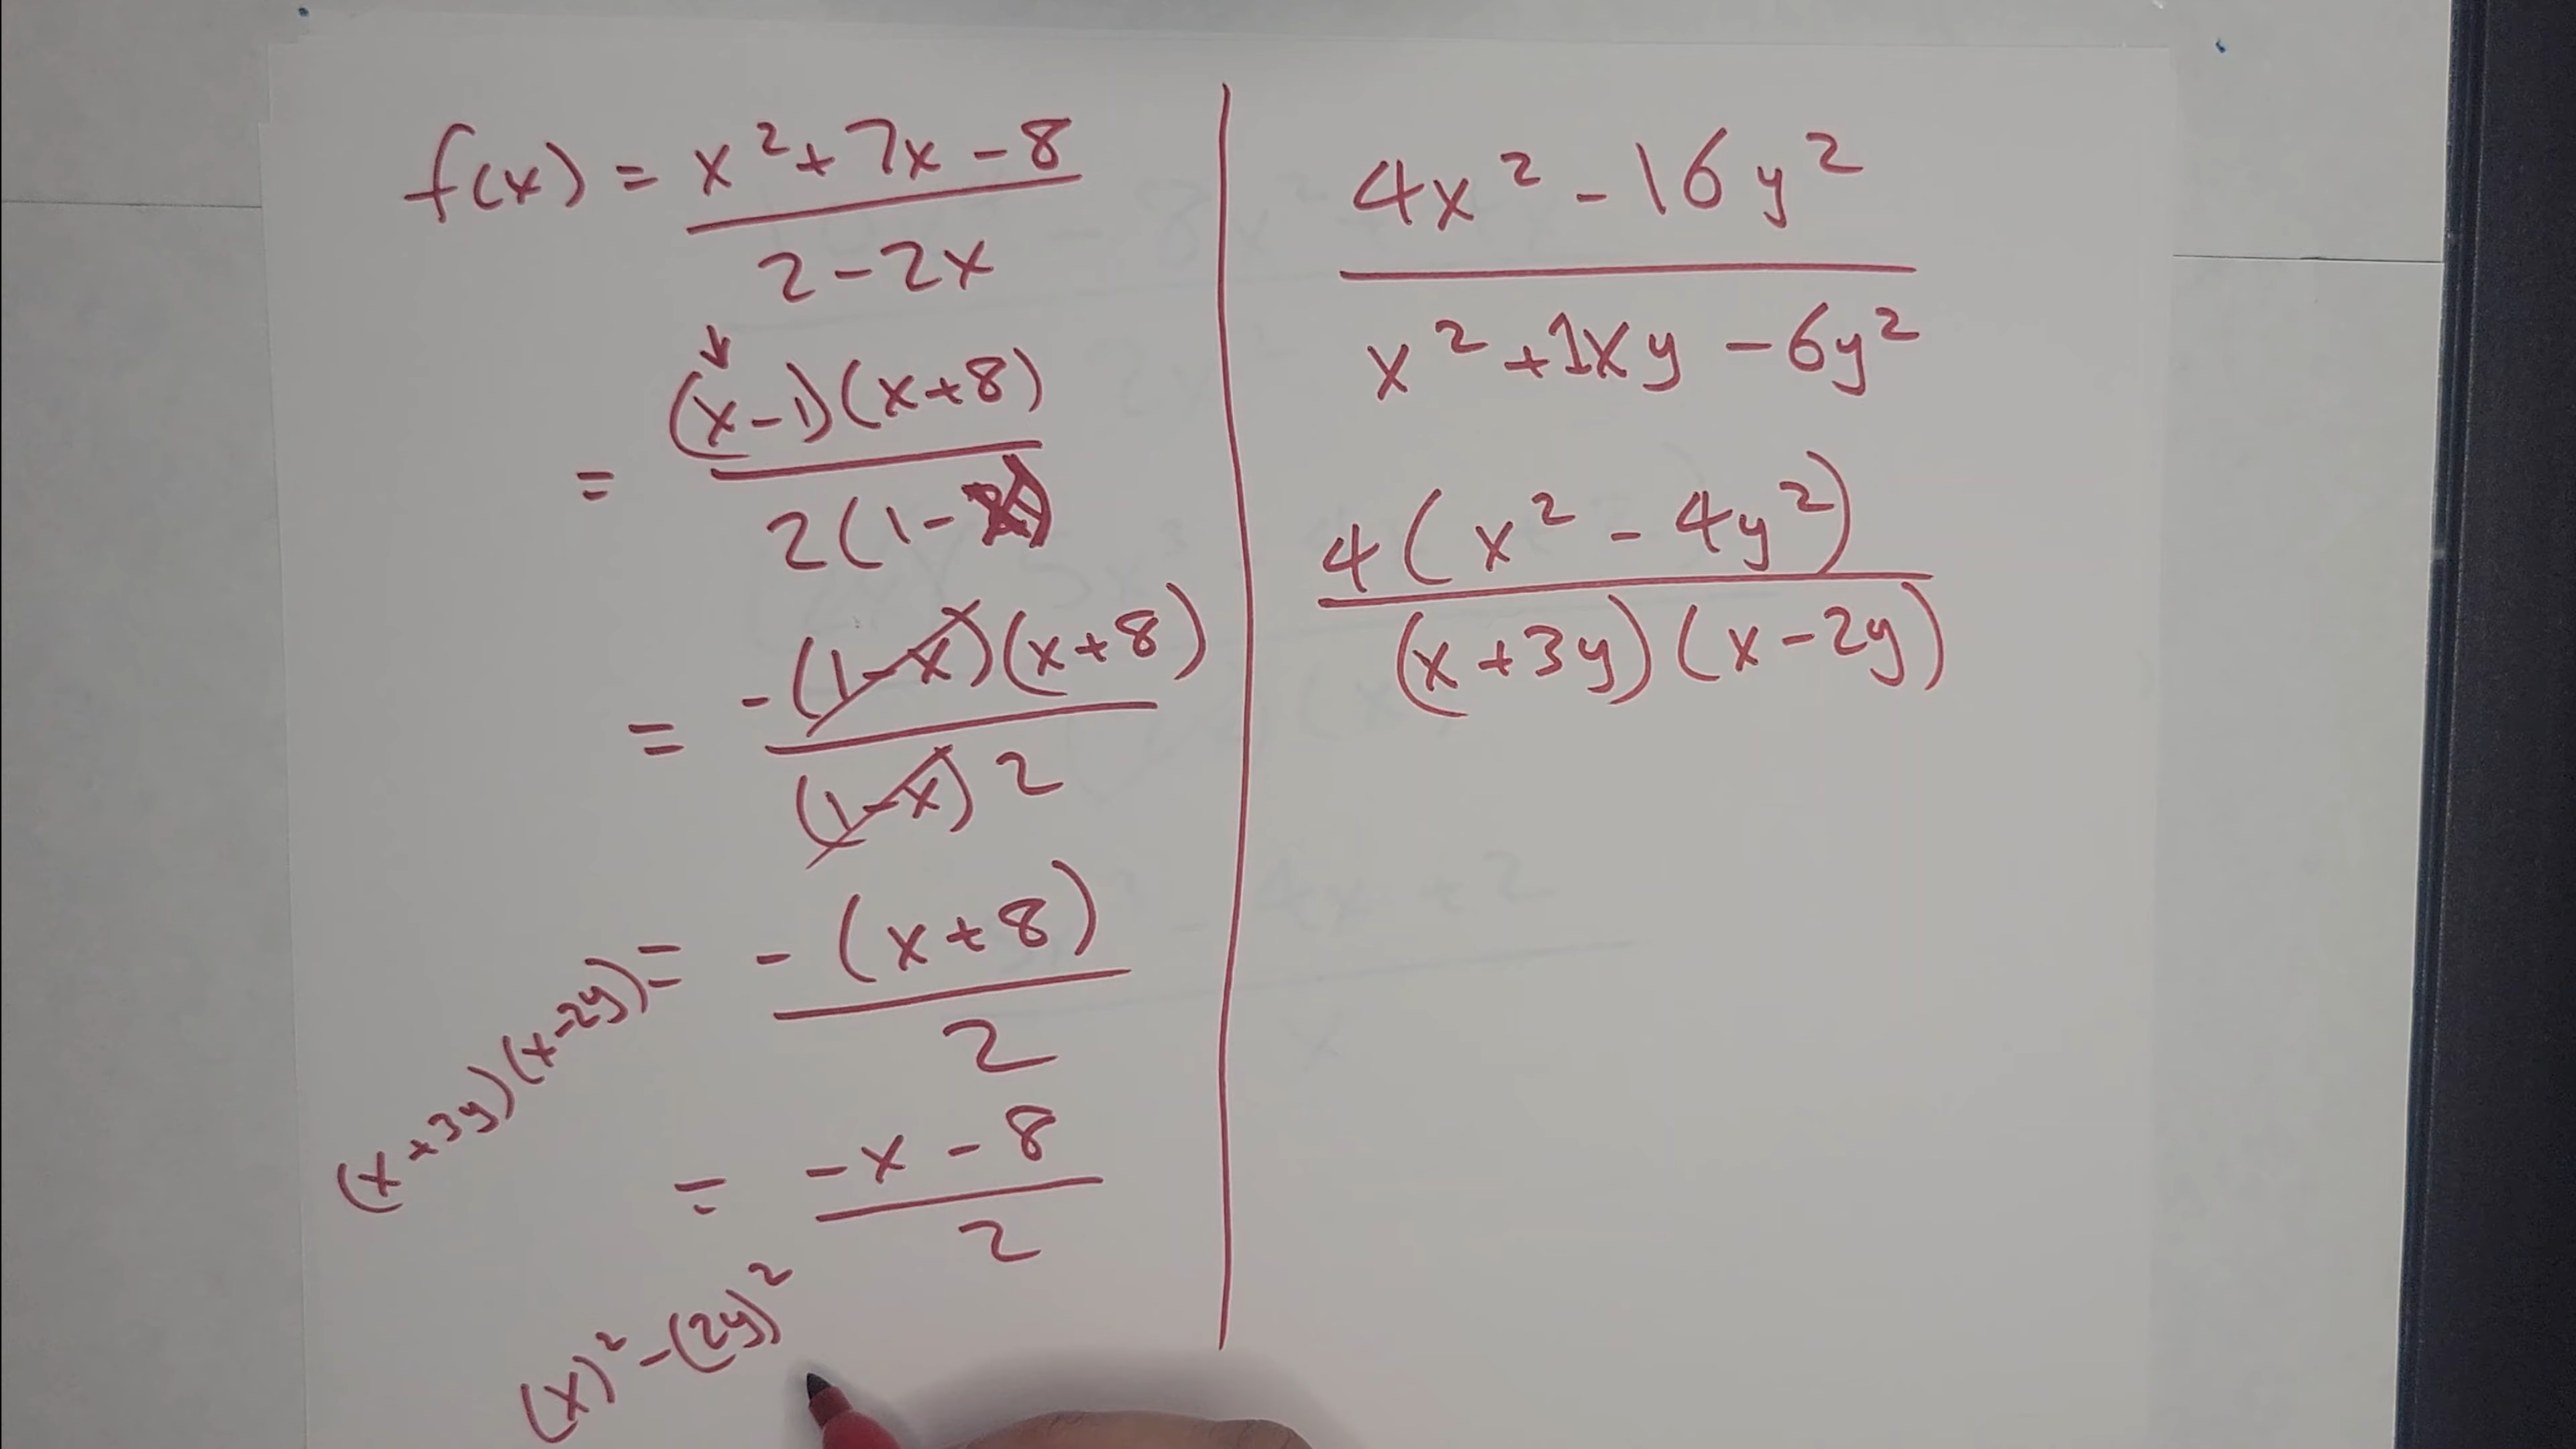 f(x) = x² + 7x - 8
2 - 2x
= (x - 1)(x + 8)
2(1 - x)
= -(1 - x)(x + 8)
(1 - x) 2
= -(x + 8)
2
= -x - 8
2
(x + 3y)(x - 2y)
(x)² - (2y)²
4x² - 16y²
x² + 1xy - 6y²
4(x² - 4y²)
(x + 3y)(x - 2y)